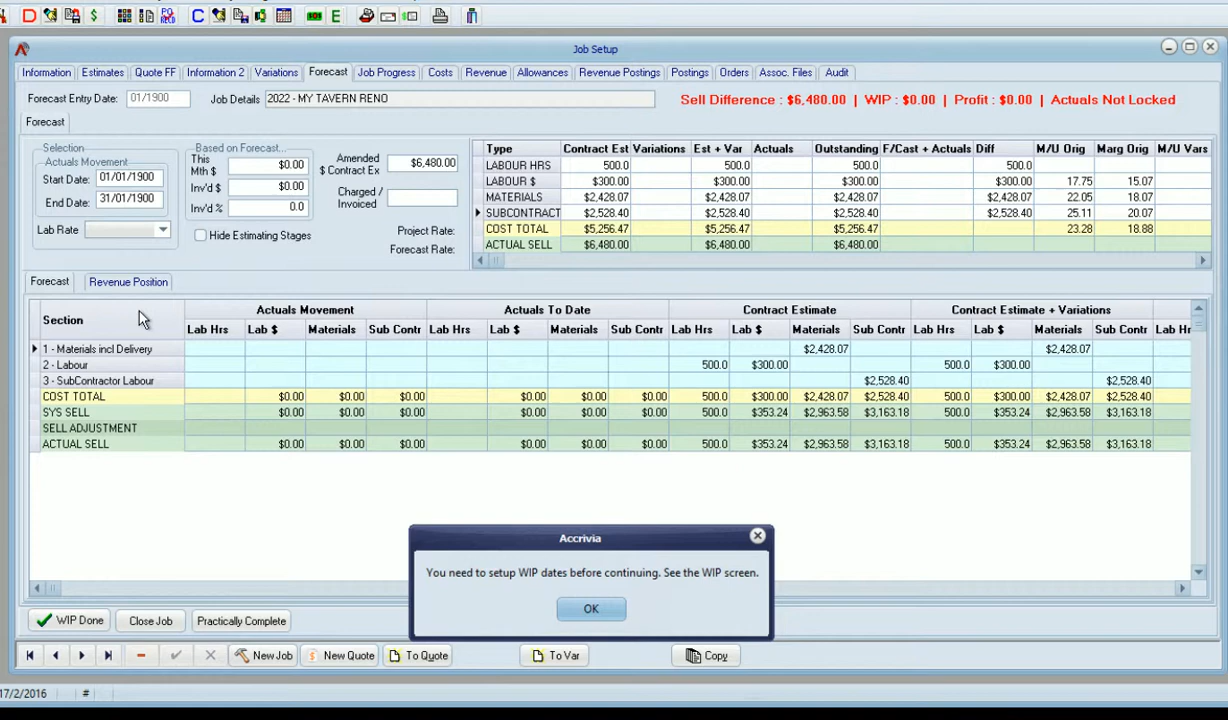 D $ PO RECD C SO1 E
Job Setup
Information Estimates Quote FF Information 2 Variations Forecast Job Progress Costs Revenue Allowances Revenue Postings Postings Orders Assoc. Files Audit
Forecast Entry Date: 01/1900 Job Details 2022 - MY TAVERN RENO Sell Difference : $6,480.00 | WIP : $0.00 | Profit : $0.00 | Actuals Not Locked
Forecast
Selection
Actuals Movement
Start Date: 01/01/1900
End Date: 31/01/1900
Lab Rate
Based on Forecast...
This Mth $ $0.00
Inv'd $ $0.00
Inv'd % 0.0
Hide Estimating Stages
Amended $ Contract Ex $6,480.00
Charged / Invoiced
Project Rate:
Forecast Rate:
Type Contract Est Variations Est + Var Actuals Outstanding F/Cast + Actuals Diff M/U Orig Marg Orig M/U Vars
LABOUR HRS 500.0 500.0 500.0 500.0
LABOUR $ $300.00 $300.00 $300.00 $300.00 17.75 15.07
MATERIALS $2,428.07 $2,428.07 $2,428.07 $2,428.07 22.05 18.07
SUBCONTRACT $2,528.40 $2,528.40 $2,528.40 $2,528.40 25.11 20.07
COST TOTAL $5,256.47 $5,256.47 $5,256.47 23.28 18.88
ACTUAL SELL $6,480.00 $6,480.00 $6,480.00
Forecast Revenue Position
Section Actuals Movement Actuals To Date Contract Estimate Contract Estimate + Variations
Lab Hrs Lab $ Materials Sub Contr Lab Hrs Lab $ Materials Sub Contr Lab Hrs Lab $ Materials Sub Contr Lab Hrs Lab $ Materials Sub Contr Lab Hr
1 - Materials incl Delivery $2,428.07 $2,428.07
2 - Labour 500.0 $300.00 500.0 $300.00
3 - SubContractor Labour $2,528.40 $2,528.40
COST TOTAL $0.00 $0.00 $0.00 $0.00 $0.00 $0.00 500.0 $300.00 $2,428.07 $2,528.40 500.0 $300.00 $2,428.07 $2,528.40
SYS SELL $0.00 $0.00 $0.00 $0.00 $0.00 $0.00 500.0 $353.24 $2,963.58 $3,163.18 500.0 $353.24 $2,963.58 $3,163.18
SELL ADJUSTMENT
ACTUAL SELL $0.00 $0.00 $0.00 $0.00 $0.00 $0.00 500.0 $353.24 $2,963.58 $3,163.18 500.0 $353.24 $2,963.58 $3,163.18
Accrivia
You need to setup WIP dates before continuing. See the WIP screen.
OK
WIP Done Close Job Practically Complete
New Job New Quote To Quote To Var Copy
17/2/2016 #